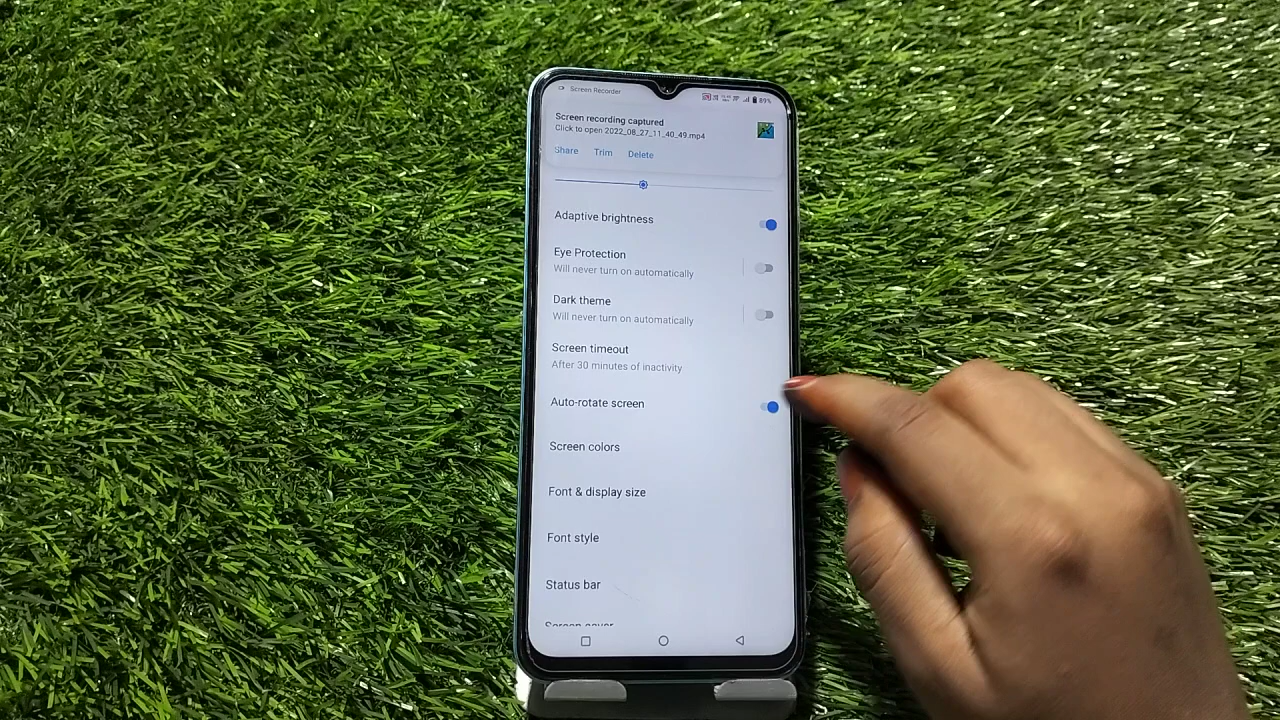 Screen Recorder
89%
Screen recording captured
Click to open 2022_08_27_11_40_49.mp4
Share Trim Delete
Adaptive brightness
Eye Protection
Will never turn on automatically
Dark theme
Will never turn on automatically
Screen timeout
After 30 minutes of inactivity
Auto-rotate screen
Screen colors
Font & display size
Font style
Status bar